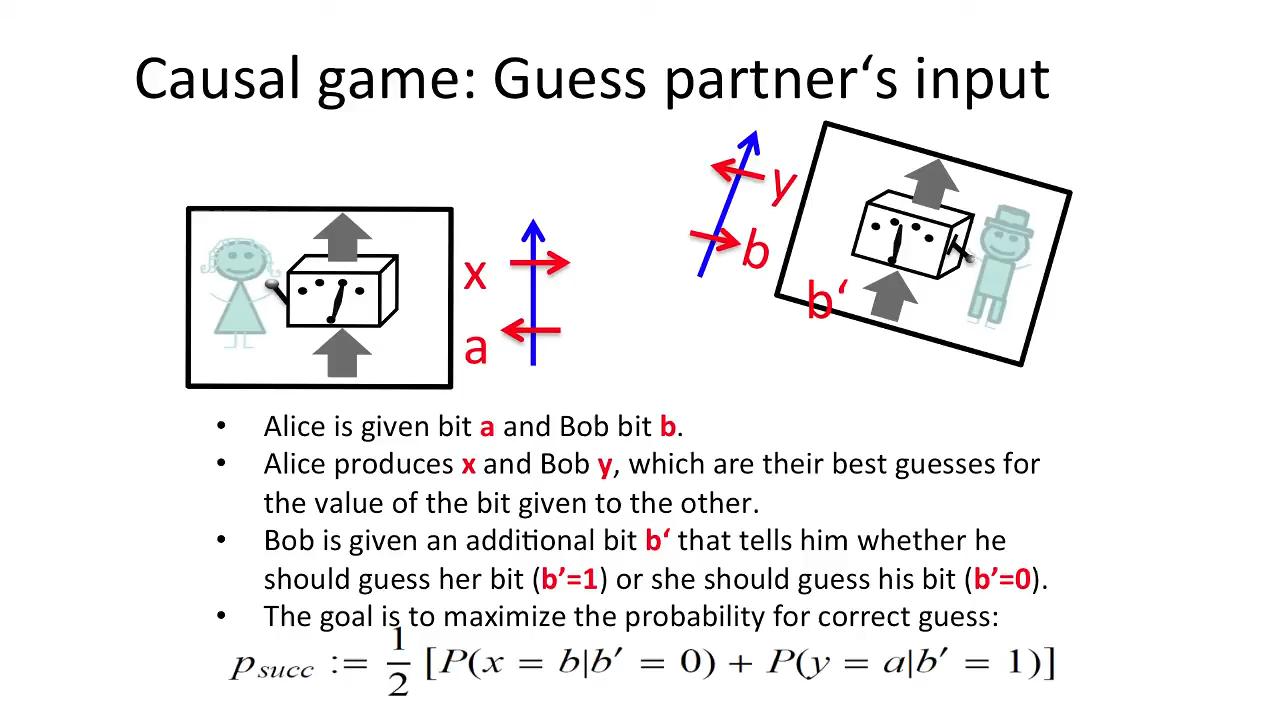 Causal game: Guess partner‘s input
y
b
x
a
b‘
• Alice is given bit a and Bob bit b.
• Alice produces x and Bob y, which are their best guesses for
the value of the bit given to the other.
• Bob is given an additional bit b‘ that tells him whether he
should guess her bit (b’=1) or she should guess his bit (b’=0).
• The goal is to maximize the probability for correct guess:
p_succ := 1/2 [P(x = b|b′ = 0) + P(y = a|b′ = 1)]